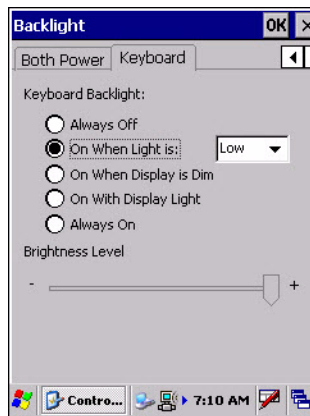 Backlight OK ×
Both Power Keyboard
Keyboard Backlight:
Always Off
On When Light is: Low
On When Display is Dim
On With Display Light
Always On
Brightness Level
- +
Contro... 7:10 AM